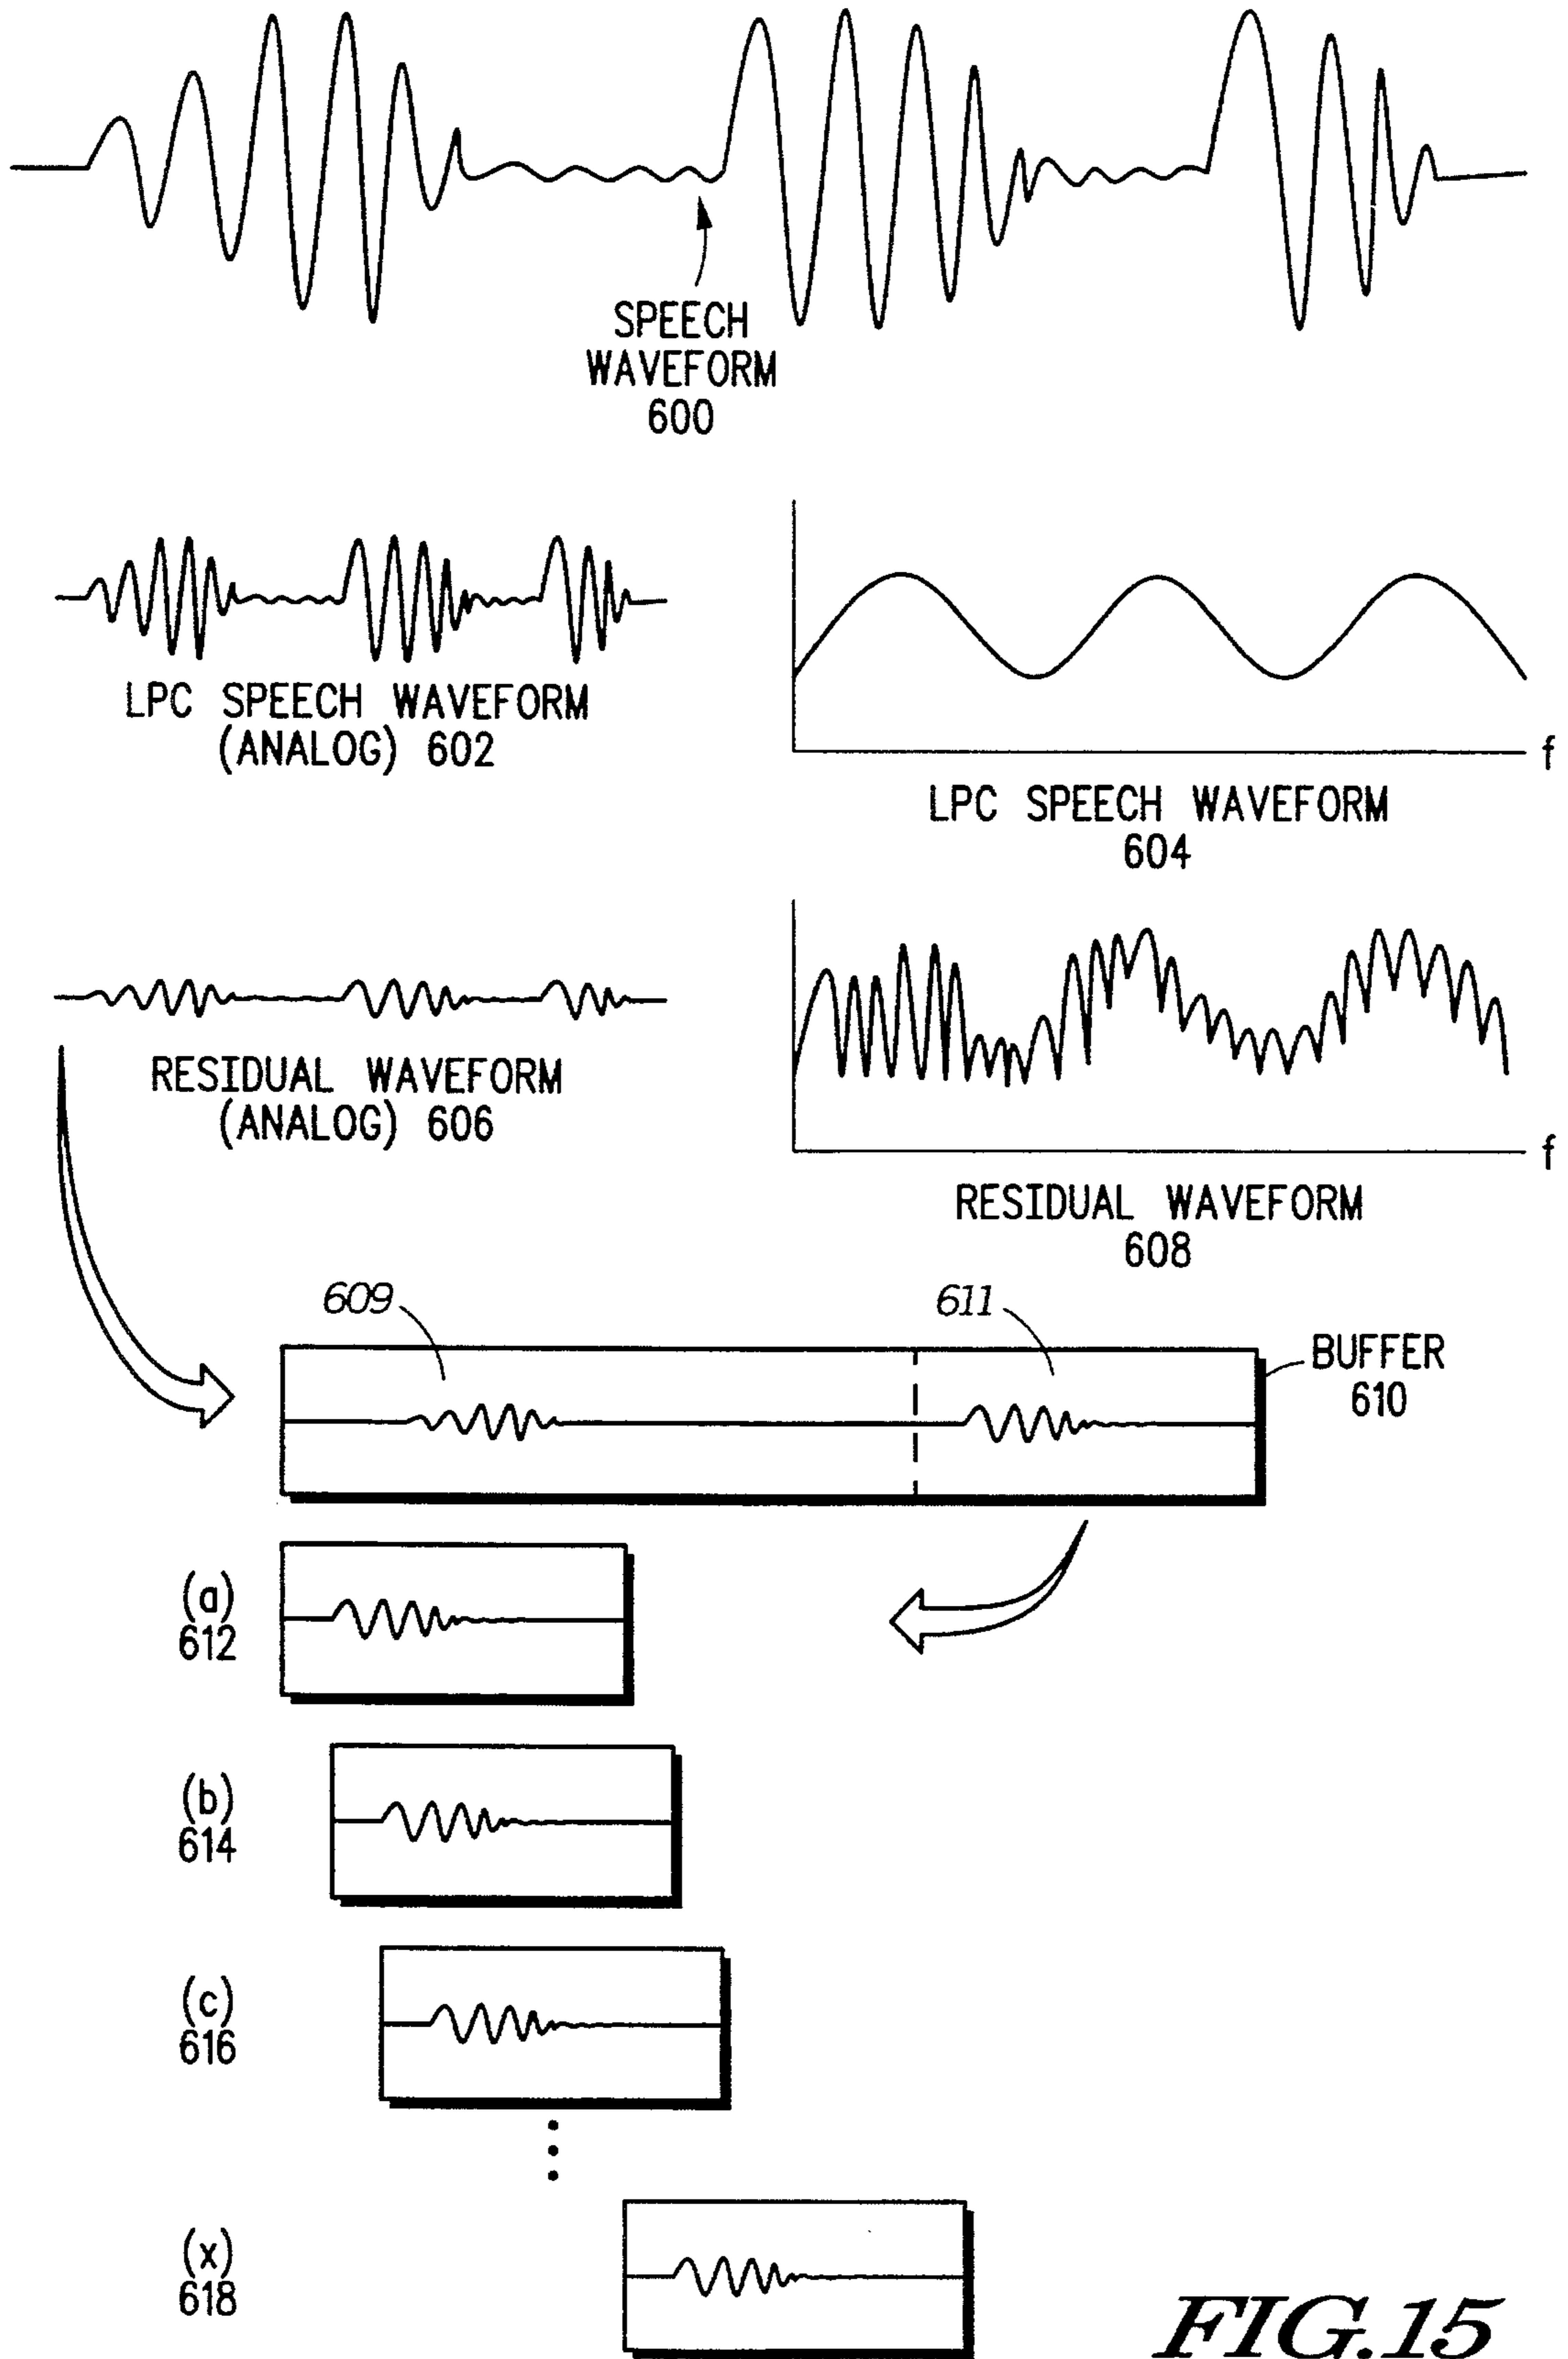 SPEECH
WAVEFORM
600
LPC SPEECH WAVEFORM
(ANALOG) 602
f
LPC SPEECH WAVEFORM
604
RESIDUAL WAVEFORM
(ANALOG) 606
f
RESIDUAL WAVEFORM
608
609
611
BUFFER
610
(a)
612
(b)
614
(c)
616
(x)
618
FIG.15